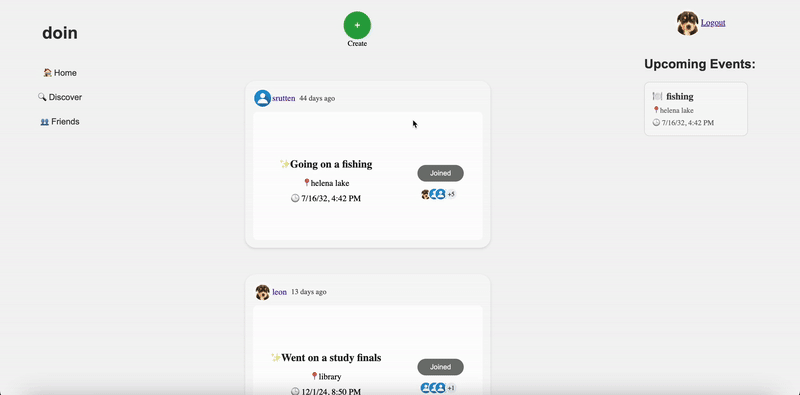 doin
🏠 Home
🔍 Discover
👥 Friends
+
Create
srutten 44 days ago
✨Going on a fishing
📍helena lake
🕓 7/16/32, 4:42 PM
Joined
+5
leon 13 days ago
✨Went on a study finals
📍library
🕓 12/1/24, 8:50 PM
Joined
+1
Logout
Upcoming Events:
🍽️ fishing
📍helena lake
🕓 7/16/32, 4:42 PM